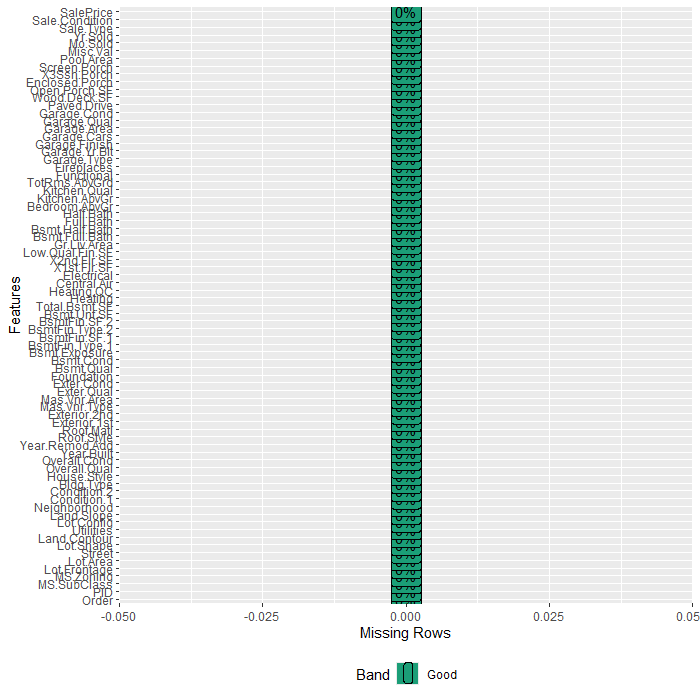 SalePrice 0%
Sale.Condition
Sale.Type
Yr.Sold
Mo.Sold
Misc.Val
Pool.Area
Screen.Porch
X3Ssn.Porch
Enclosed.Porch
Open.Porch.SF
Wood.Deck.SF
Paved.Drive
Garage.Cond
Garage.Qual
Garage.Area
Garage.Cars
Garage.Finish
Garage.Yr.Blt
Garage.Type
Fireplaces
Functional
TotRms.AbvGrd
Kitchen.Qual
Kitchen.AbvGr
Bedroom.AbvGr
Half.Bath
Full.Bath
Bsmt.Half.Bath
Bsmt.Full.Bath
Gr.Liv.Area
Low.Qual.Fin.SF
X2nd.Flr.SF
X1st.Flr.SF
Electrical
Central.Air
Heating.QC
Heating
Total.Bsmt.SF
Bsmt.Unf.SF
BsmtFin.SF.2
BsmtFin.Type.2
BsmtFin.SF.1
BsmtFin.Type.1
Bsmt.Exposure
Bsmt.Cond
Bsmt.Qual
Foundation
Exter.Cond
Exter.Qual
Mas.Vnr.Area
Mas.Vnr.Type
Exterior.2nd
Exterior.1st
Roof.Matl
Roof.Style
Year.Remod.Add
Year.Built
Overall.Cond
Overall.Qual
House.Style
Bldg.Type
Condition.2
Condition.1
Neighborhood
Land.Slope
Lot.Config
Utilities
Land.Contour
Lot.Shape
Street
Lot.Area
Lot.Frontage
MS.Zoning
MS.SubClass
PID
Order
Features
-0.050 -0.025 0.000 0.025 0.05
Missing Rows
Band Good